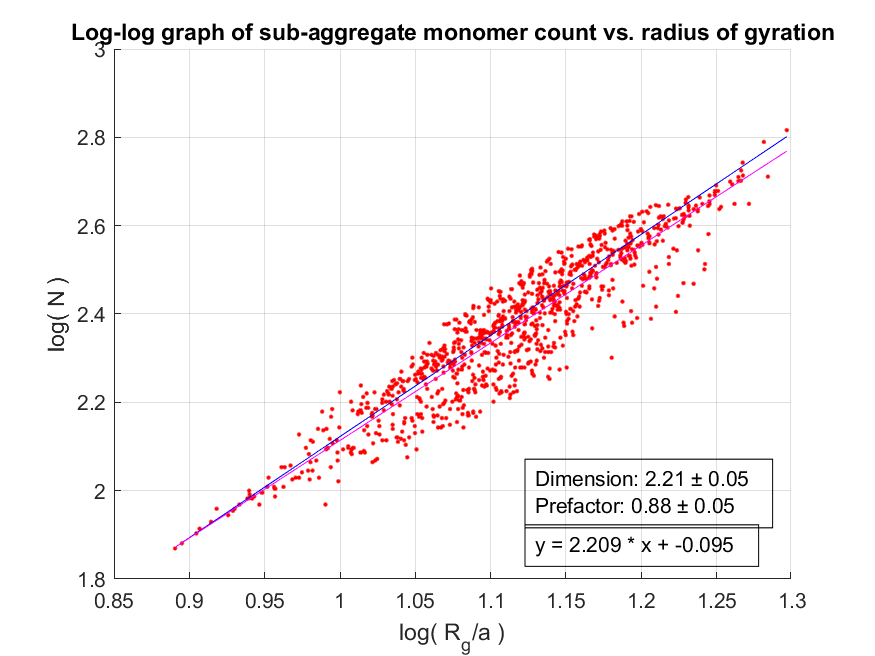 Log-log graph of sub-aggregate monomer count vs. radius of gyration
3
2.8
2.6
2.4
2.2
2
1.8
log( N )
Dimension: 2.21 ± 0.05
Prefactor: 0.88 ± 0.05
y = 2.209 * x + -0.095
0.85 0.9 0.95 1 1.05 1.1 1.15 1.2 1.25 1.3
log( Rg/a )